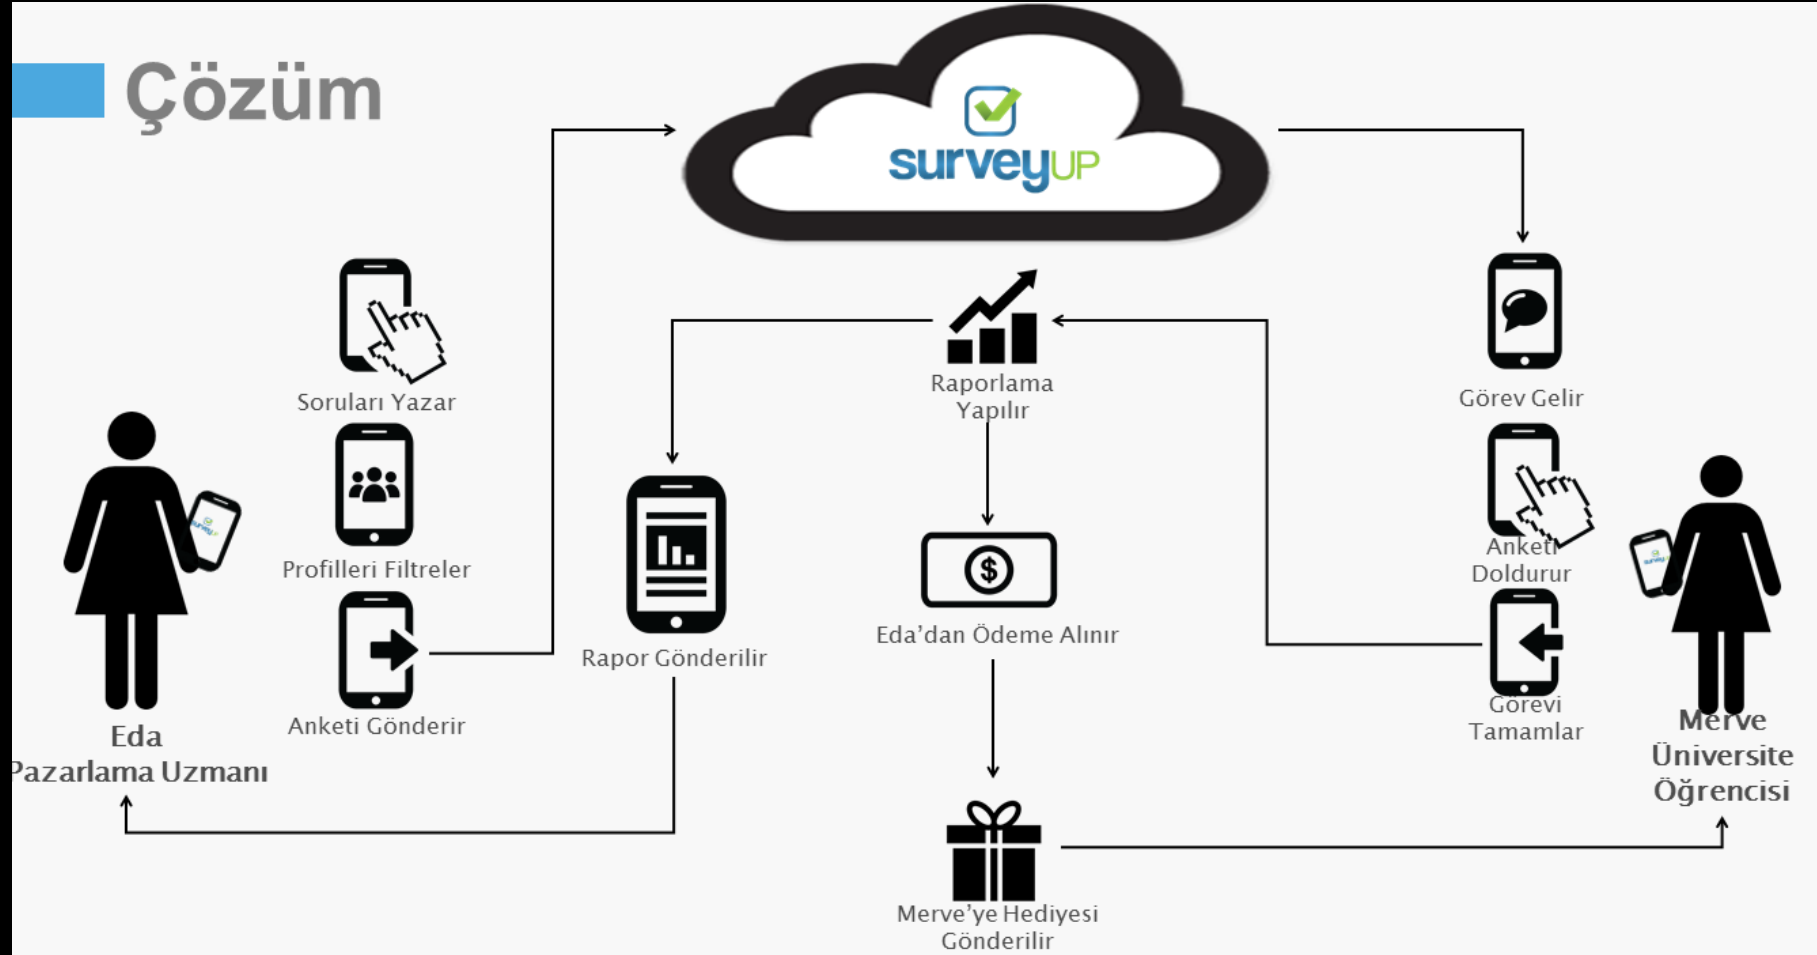 Çözüm
surveyUP
Soruları Yazar
Profilleri Filtreler
Anketi Gönderir
Eda
Pazarlama Uzmanı
Raporlama
Yapılır
Rapor Gönderilir
$
Eda'dan Ödeme Alınır
Merve'ye Hediyesi
Gönderilir
Görev Gelir
Anketi
Doldurur
Görevi
Tamamlar
Merve
Üniversite
Öğrencisi
surveyUP